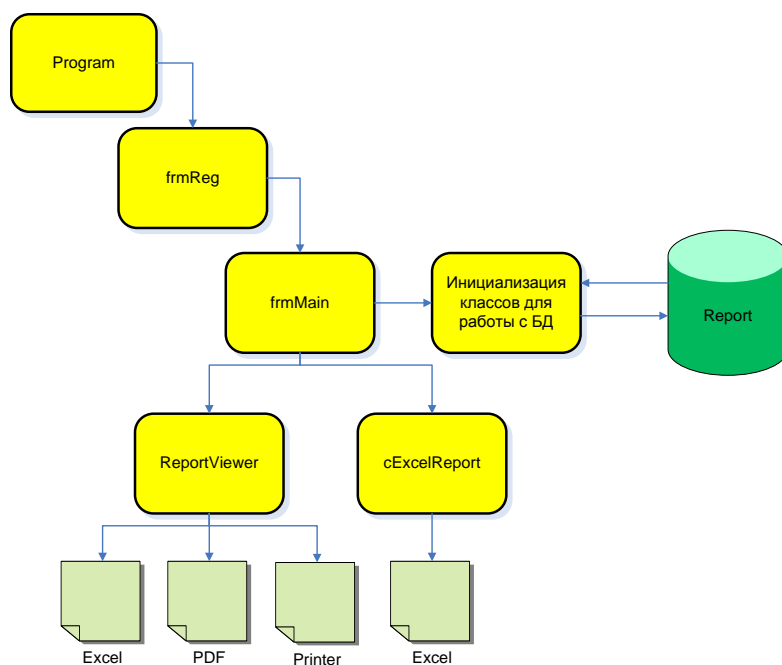 Program
frmReg
frmMain
Инициализация
классов для
работы с БД
Report
ReportViewer
cExcelReport
Excel
PDF
Printer
Excel